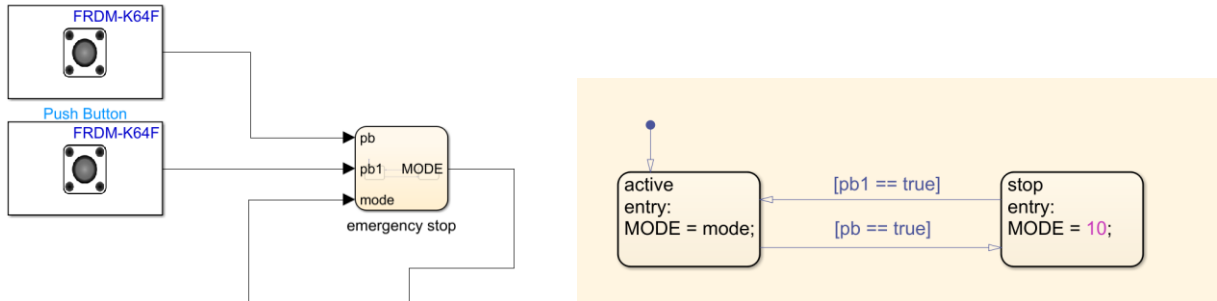 FRDM-K64F
Push Button
FRDM-K64F
pb
pb1
MODE
mode
emergency stop
active
entry:
MODE = mode;
[pb1 == true]
[pb == true]
stop
entry:
MODE = 10;